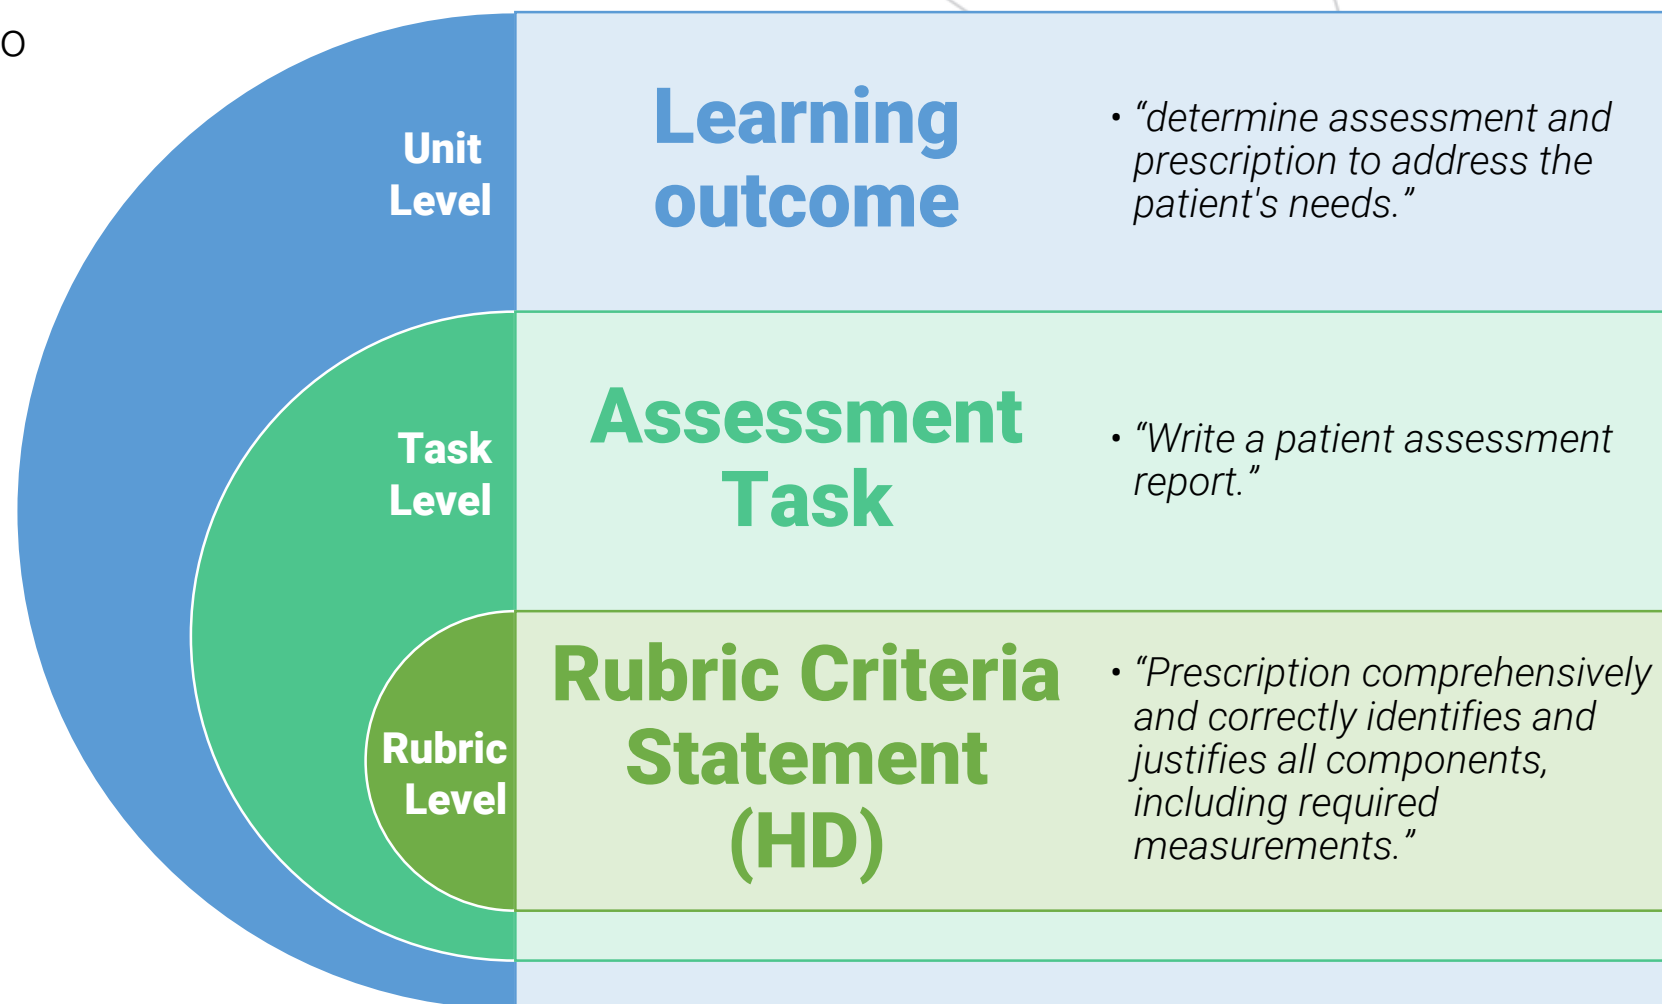 o
Unit
Level
Learning
outcome
• “determine assessment and
prescription to address the
patient's needs.”
Task
Level
Assessment
Task
• “Write a patient assessment
report.”
Rubric
Level
Rubric Criteria
Statement
(HD)
• “Prescription comprehensively
and correctly identifies and
justifies all components,
including required
measurements.”